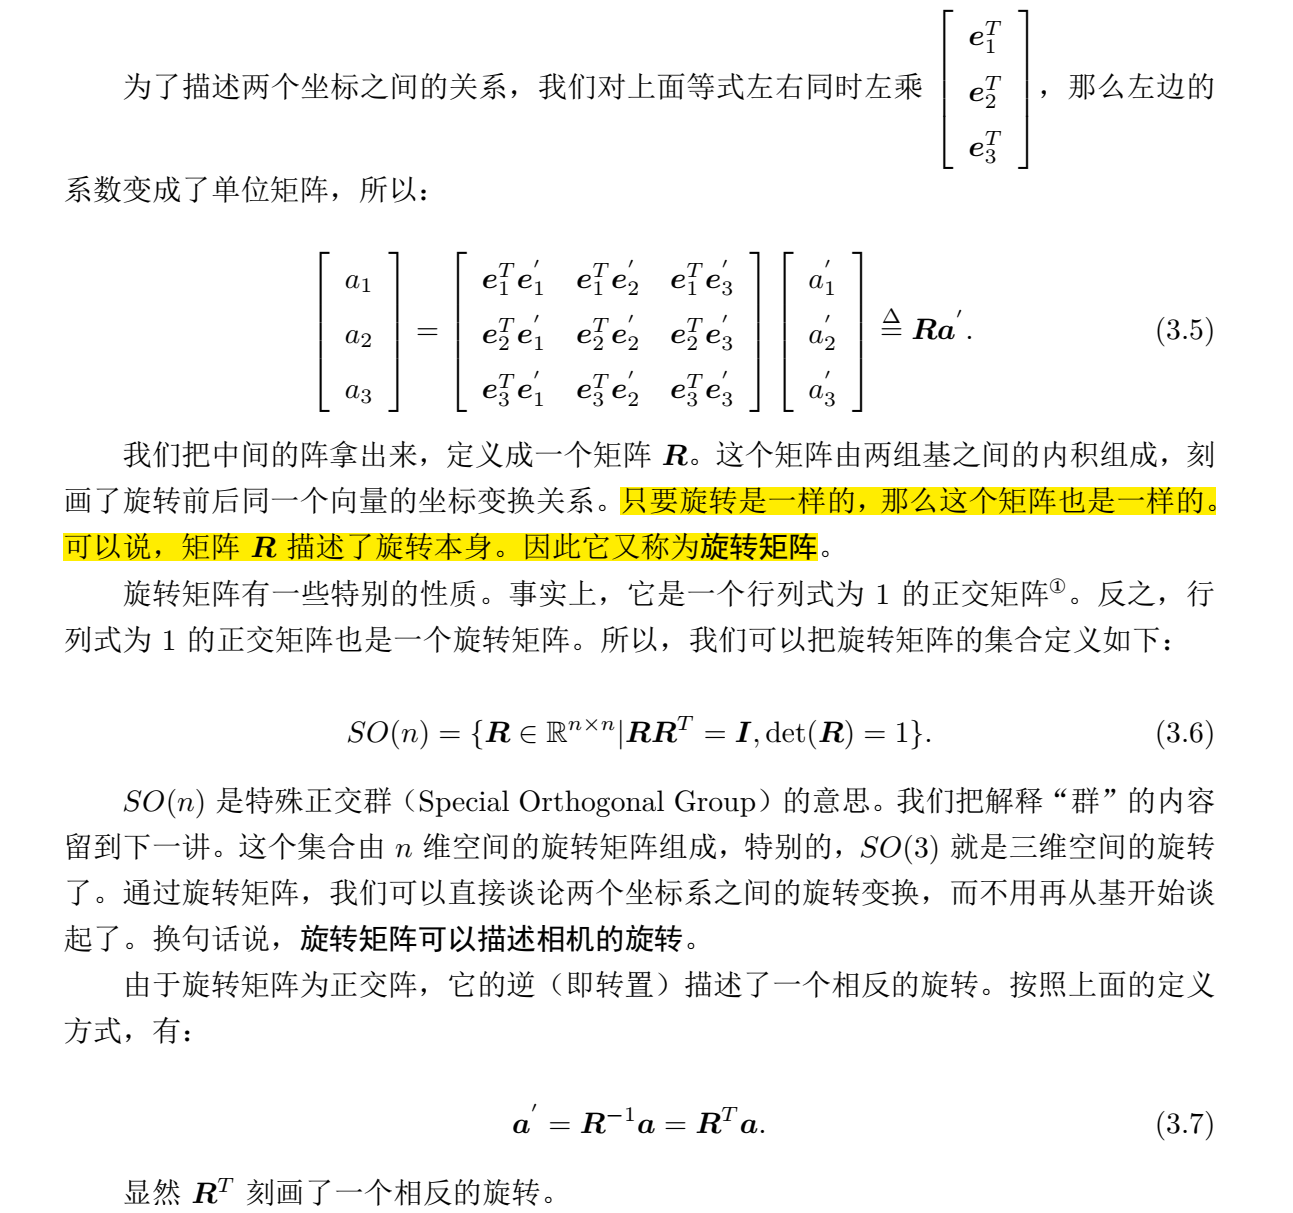 为了描述两个坐标之间的关系，我们对上面等式左右同时左乘 $\begin{bmatrix} \boldsymbol{e}_1^T \\ \boldsymbol{e}_2^T \\ \boldsymbol{e}_3^T \end{bmatrix}$，那么左边的
系数变成了单位矩阵，所以：
$\begin{bmatrix} a_1 \\ a_2 \\ a_3 \end{bmatrix} = \begin{bmatrix} \boldsymbol{e}_1^T \boldsymbol{e}_1^{'} & \boldsymbol{e}_1^T \boldsymbol{e}_2^{'} & \boldsymbol{e}_1^T \boldsymbol{e}_3^{'} \\ \boldsymbol{e}_2^T \boldsymbol{e}_1^{'} & \boldsymbol{e}_2^T \boldsymbol{e}_2^{'} & \boldsymbol{e}_2^T \boldsymbol{e}_3^{'} \\ \boldsymbol{e}_3^T \boldsymbol{e}_1^{'} & \boldsymbol{e}_3^T \boldsymbol{e}_2^{'} & \boldsymbol{e}_3^T \boldsymbol{e}_3^{'} \end{bmatrix} \begin{bmatrix} a_1^{'} \\ a_2^{'} \\ a_3^{'} \end{bmatrix} \overset{\Delta}{=} \boldsymbol{R}\boldsymbol{a}^{'}.$ (3.5)
我们把中间的阵拿出来，定义成一个矩阵 R。这个矩阵由两组基之间的内积组成，刻
画了旋转前后同一个向量的坐标变换关系。只要旋转是一样的，那么这个矩阵也是一样的。
可以说，矩阵 R 描述了旋转本身。因此它又称为旋转矩阵。
旋转矩阵有一些特别的性质。事实上，它是一个行列式为 1 的正交矩阵①。反之，行
列式为 1 的正交矩阵也是一个旋转矩阵。所以，我们可以把旋转矩阵的集合定义如下：
$SO(n) = \{\boldsymbol{R} \in \mathbb{R}^{n \times n} | \boldsymbol{R}\boldsymbol{R}^T = \boldsymbol{I}, \det(\boldsymbol{R}) = 1\}.$ (3.6)
SO(n) 是特殊正交群（Special Orthogonal Group）的意思。我们把解释“群”的内容
留到下一讲。这个集合由 n 维空间的旋转矩阵组成，特别的，SO(3) 就是三维空间的旋转
了。通过旋转矩阵，我们可以直接谈论两个坐标系之间的旋转变换，而不用再从基开始谈
起了。换句话说，旋转矩阵可以描述相机的旋转。
由于旋转矩阵为正交阵，它的逆（即转置）描述了一个相反的旋转。按照上面的定义
方式，有：
$\boldsymbol{a}^{'} = \boldsymbol{R}^{-1}\boldsymbol{a} = \boldsymbol{R}^T\boldsymbol{a}.$ (3.7)
显然 $\boldsymbol{R}^T$ 刻画了一个相反的旋转。